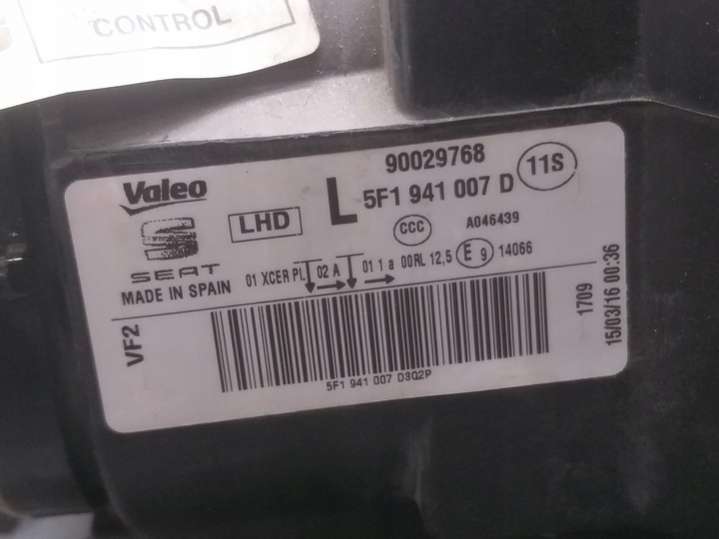 CONTROL
90029768
Valeo
L 5F1 941 007 D 11S
LHD
CCC A046439
SEAT
01 XCER PL 02 A 01 1 a 00RL 12,5 E 9 14066
MADE IN SPAIN
VF2
1709
15/03/16 00:36
5F1 941 007 D3Q2P